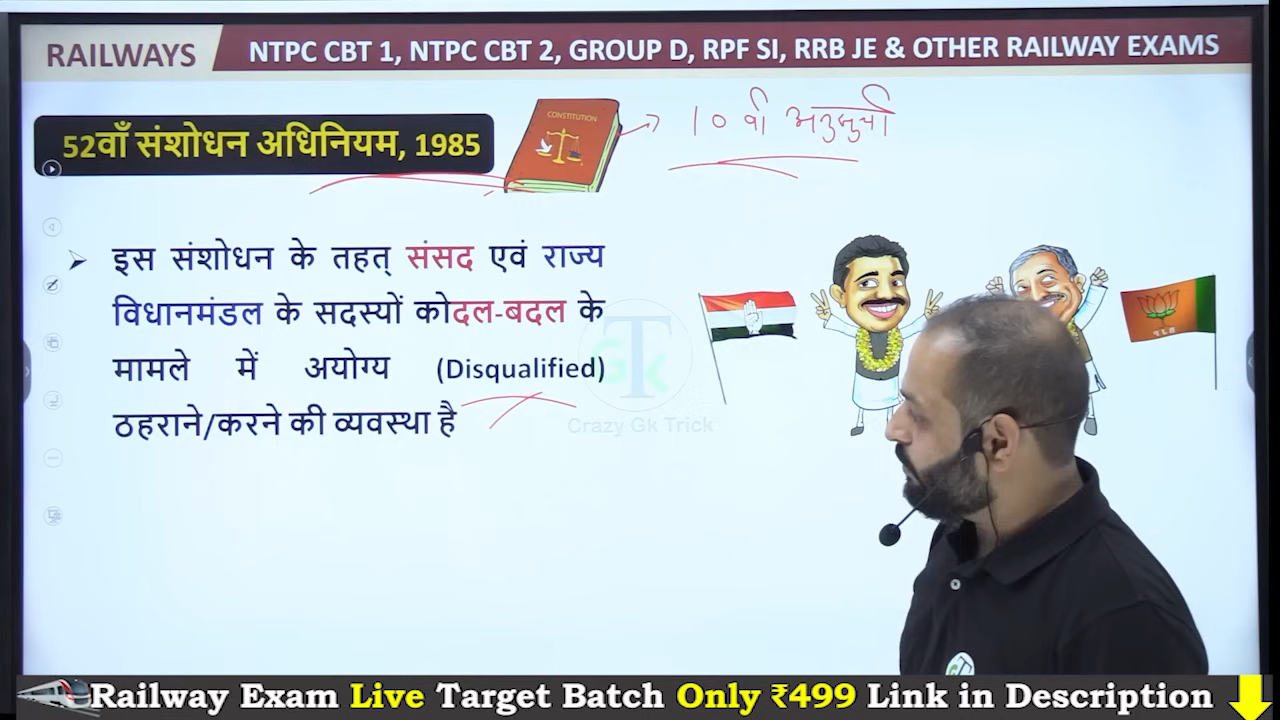 RAILWAYS
NTPC CBT 1, NTPC CBT 2, GROUP D, RPF SI, RRB JE & OTHER RAILWAY EXAMS
52वाँ संशोधन अधिनियम, 1985
CONSTITUTION
10वीं अनुसूची
इस संशोधन के तहत् संसद एवं राज्य
विधानमंडल के सदस्यों कोदल-बदल के
मामले में अयोग्य (Disqualified)
ठहराने/करने की व्यवस्था है
Crazy Gk Trick
Railway Exam Live Target Batch Only ₹499 Link in Description